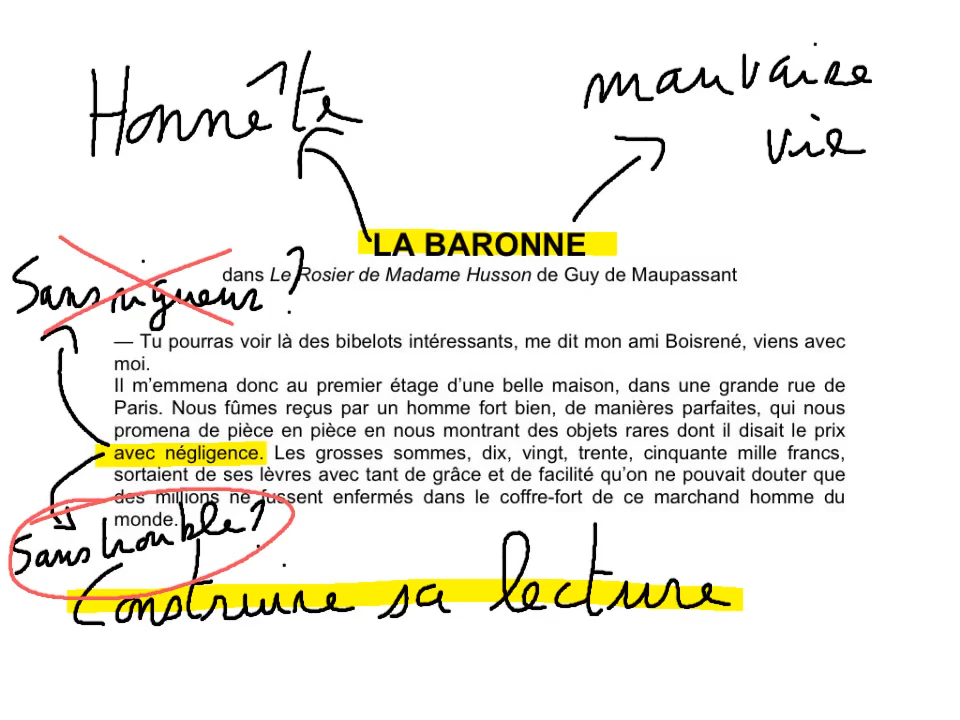 Honnête
mauvaise
vie
LA BARONNE
dans Le Rosier de Madame Husson de Guy de Maupassant
Sans rigueur ?
— Tu pourras voir là des bibelots intéressants, me dit mon ami Boisrené, viens avec
moi.
Il m’emmena donc au premier étage d’une belle maison, dans une grande rue de
Paris. Nous fûmes reçus par un homme fort bien, de manières parfaites, qui nous
promena de pièce en pièce en nous montrant des objets rares dont il disait le prix
avec négligence. Les grosses sommes, dix, vingt, trente, cinquante mille francs,
sortaient de ses lèvres avec tant de grâce et de facilité qu’on ne pouvait douter que
des millions ne fussent enfermés dans le coffre-fort de ce marchand homme du
monde.
Sans trouble ?
Construire sa lecture